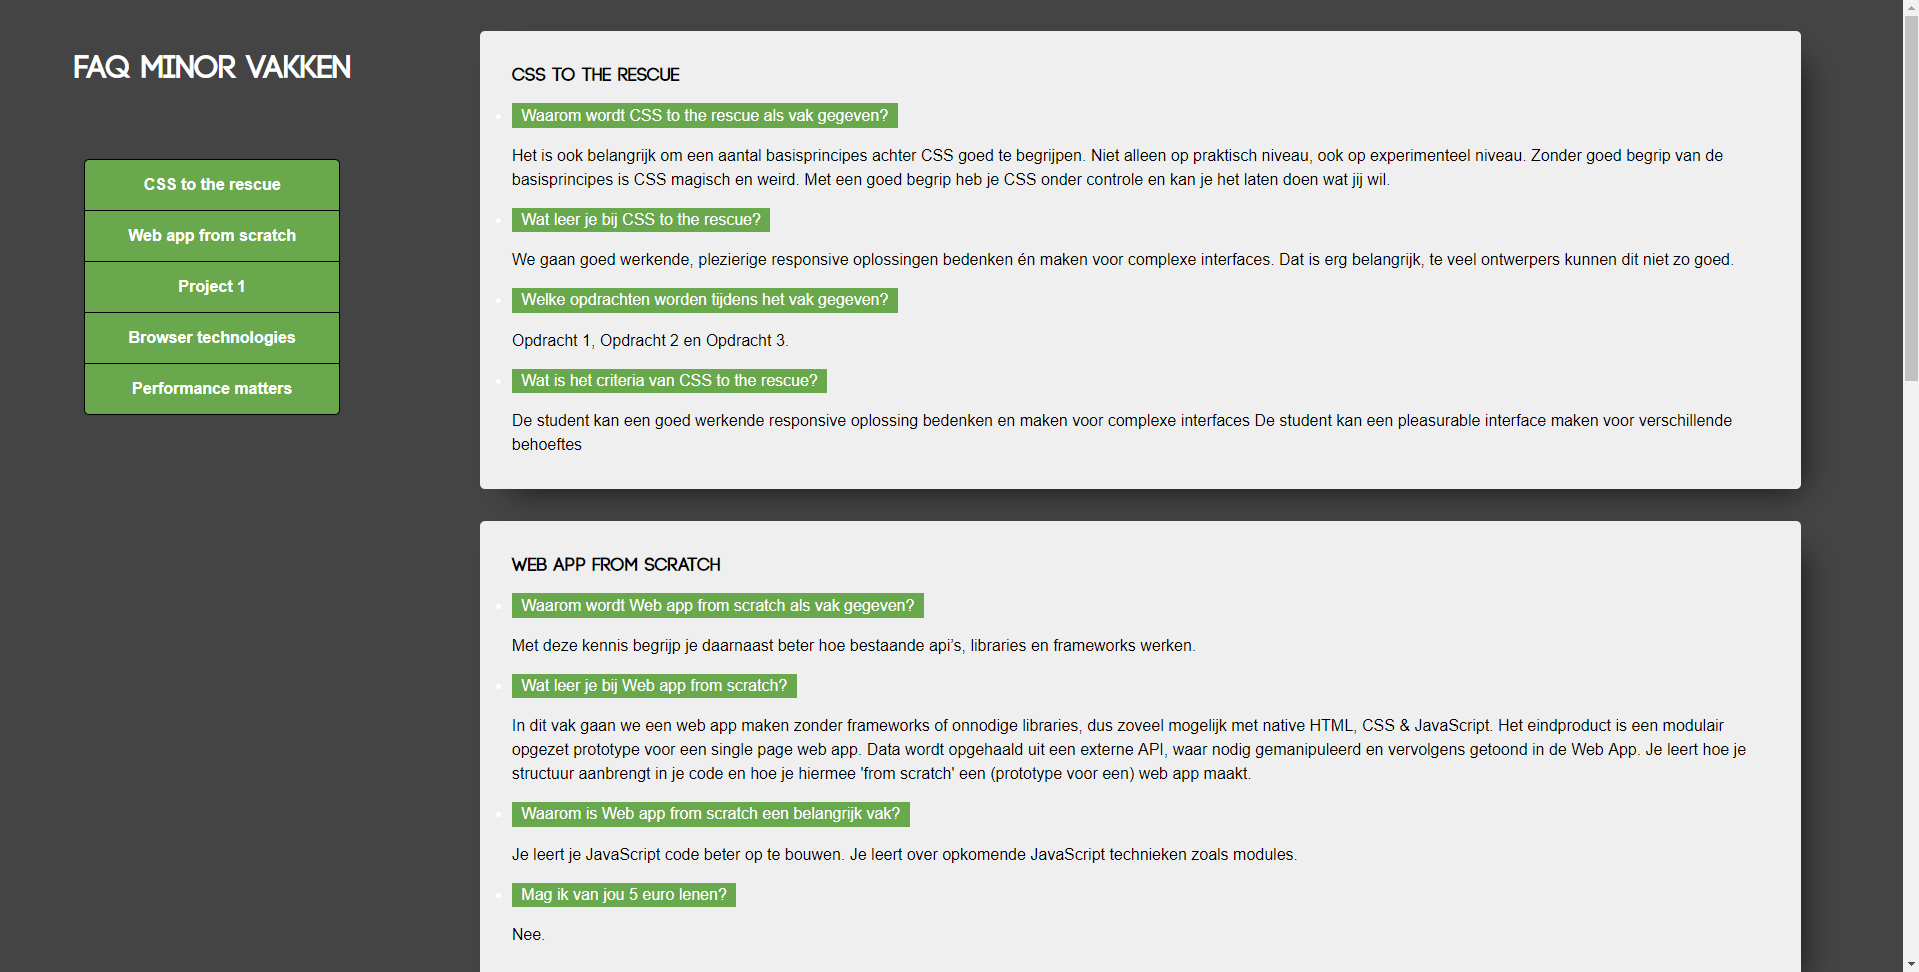 FAQ MINOR VAKKEN
CSS to the rescue
Web app from scratch
Project 1
Browser technologies
Performance matters
CSS TO THE RESCUE
Waarom wordt CSS to the rescue als vak gegeven?
Het is ook belangrijk om een aantal basisprincipes achter CSS goed te begrijpen. Niet alleen op praktisch niveau, ook op experimenteel niveau. Zonder goed begrip van de
basisprincipes is CSS magisch en weird. Met een goed begrip heb je CSS onder controle en kan je het laten doen wat jij wil.
Wat leer je bij CSS to the rescue?
We gaan goed werkende, plezierige responsive oplossingen bedenken én maken voor complexe interfaces. Dat is erg belangrijk, te veel ontwerpers kunnen dit niet zo goed.
Welke opdrachten worden tijdens het vak gegeven?
Opdracht 1, Opdracht 2 en Opdracht 3.
Wat is het criteria van CSS to the rescue?
De student kan een goed werkende responsive oplossing bedenken en maken voor complexe interfaces De student kan een pleasurable interface maken voor verschillende
behoeftes
WEB APP FROM SCRATCH
Waarom wordt Web app from scratch als vak gegeven?
Met deze kennis begrijp je daarnaast beter hoe bestaande api’s, libraries en frameworks werken.
Wat leer je bij Web app from scratch?
In dit vak gaan we een web app maken zonder frameworks of onnodige libraries, dus zoveel mogelijk met native HTML, CSS & JavaScript. Het eindproduct is een modulair
opgezet prototype voor een single page web app. Data wordt opgehaald uit een externe API, waar nodig gemanipuleerd en vervolgens getoond in de Web App. Je leert hoe je
structuur aanbrengt in je code en hoe je hiermee 'from scratch' een (prototype voor een) web app maakt.
Waarom is Web app from scratch een belangrijk vak?
Je leert je JavaScript code beter op te bouwen. Je leert over opkomende JavaScript technieken zoals modules.
Mag ik van jou 5 euro lenen?
Nee.